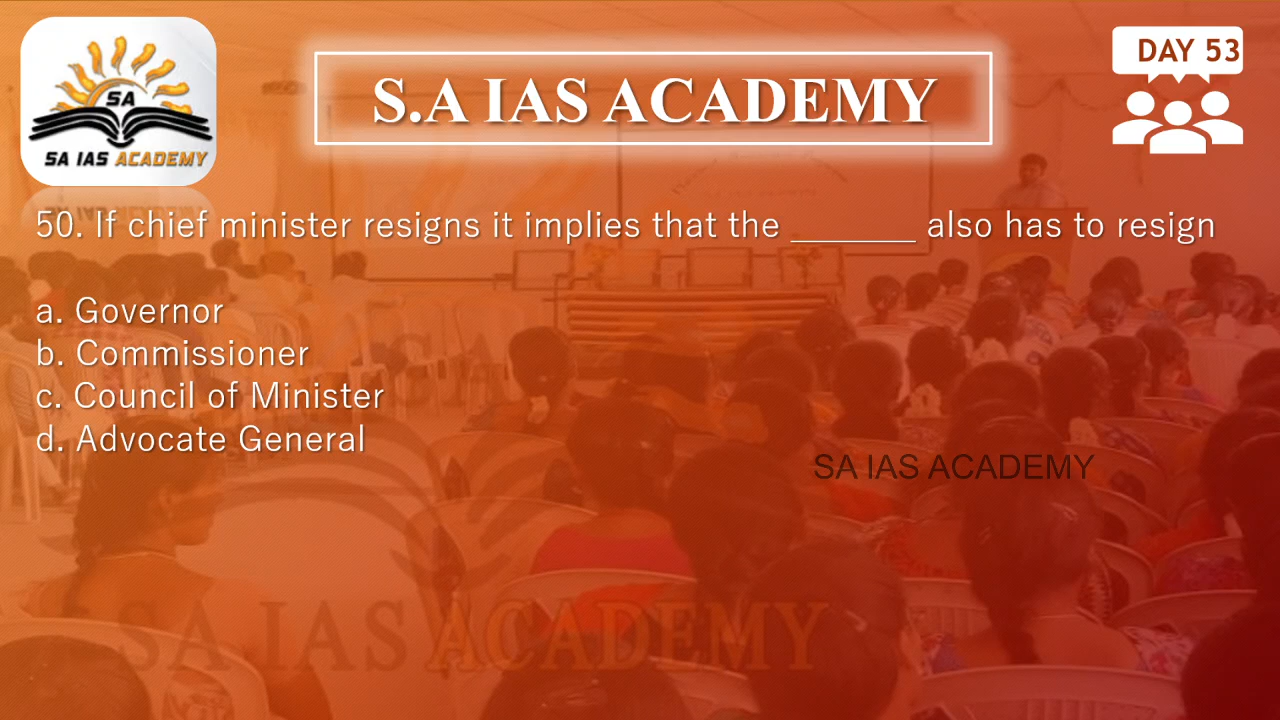 SA
SA IAS ACADEMY
S.A IAS ACADEMY
DAY 53
50. If chief minister resigns it implies that the _______ also has to resign
a. Governor
b. Commissioner
c. Council of Minister
d. Advocate General
SA IAS ACADEMY
SA IAS ACADEMY